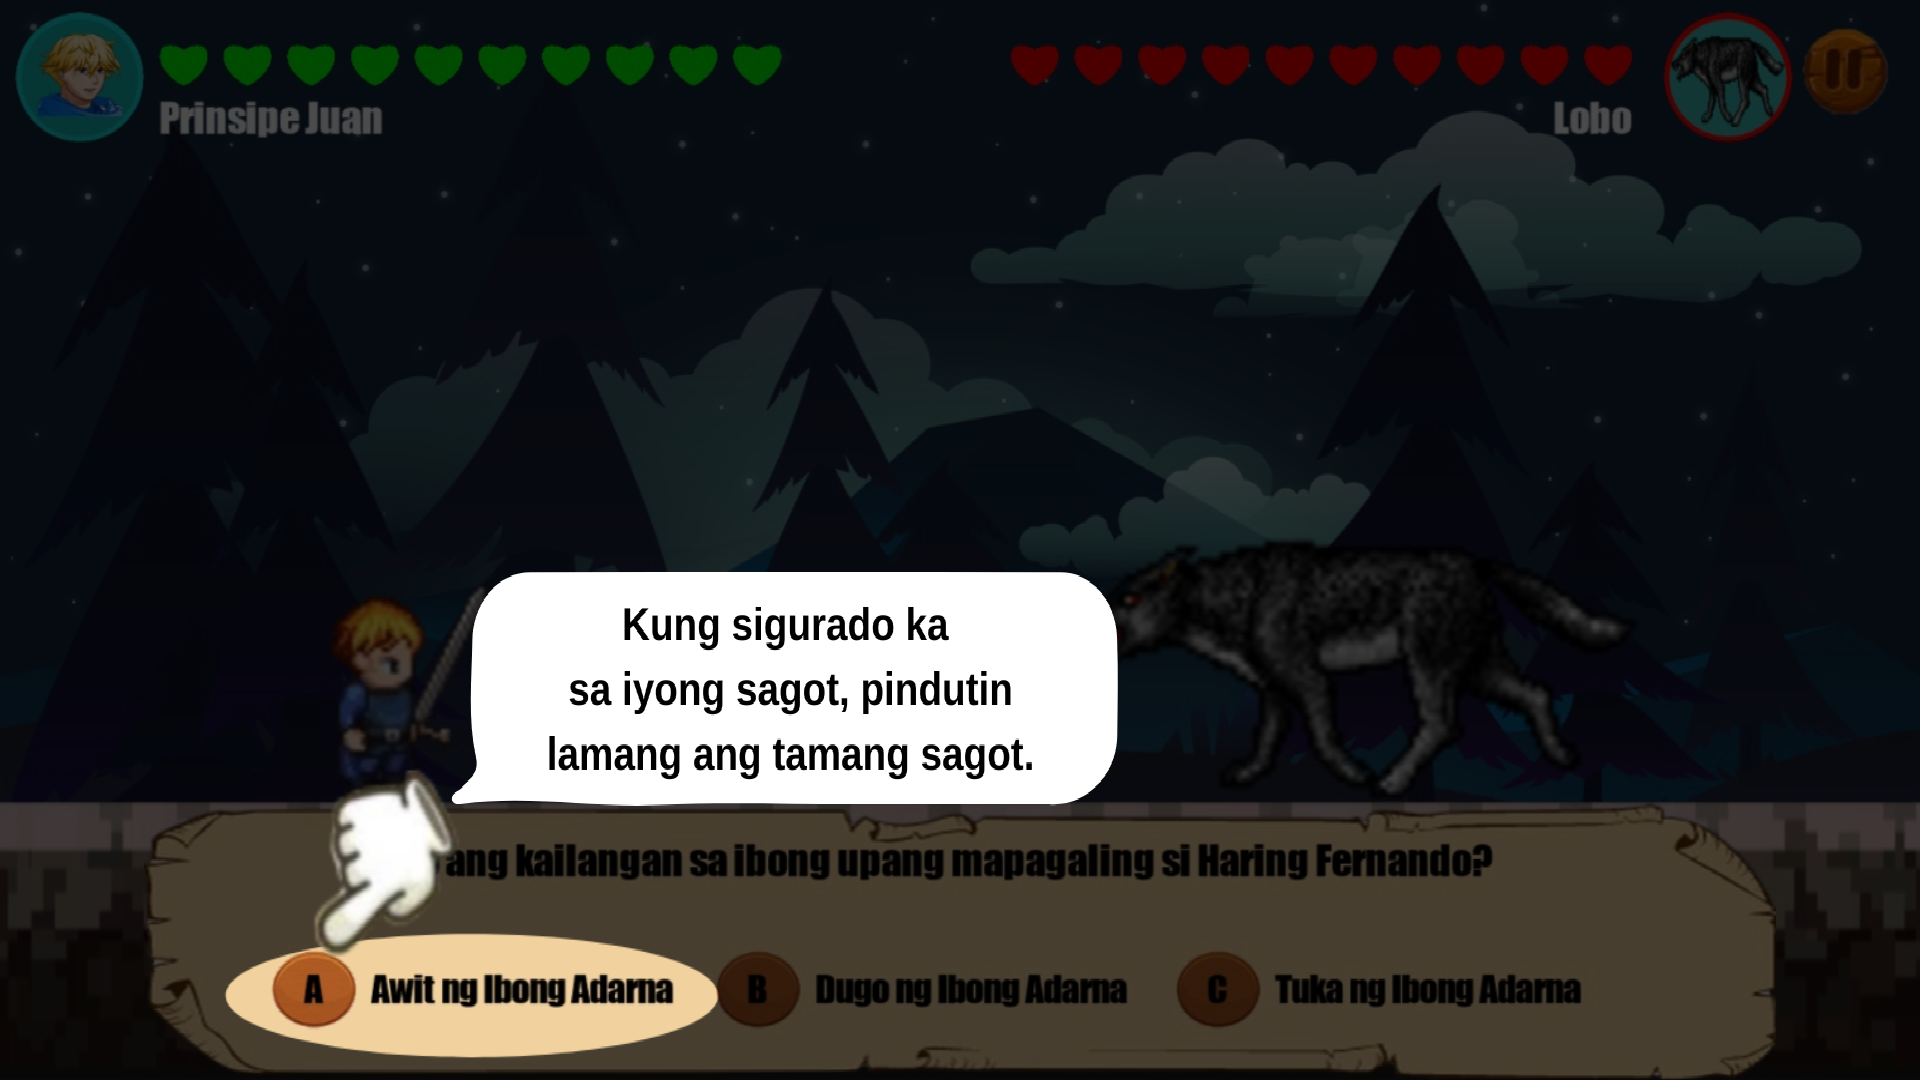 Prinsipe Juan
Lobo
Kung sigurado ka
sa iyong sagot, pindutin
lamang ang tamang sagot.
ang kailangan sa ibong upang mapagaling si Haring Fernando?
A Awit ng Ibong Adarna
B Dugo ng Ibong Adarna
C Tuka ng Ibong Adarna